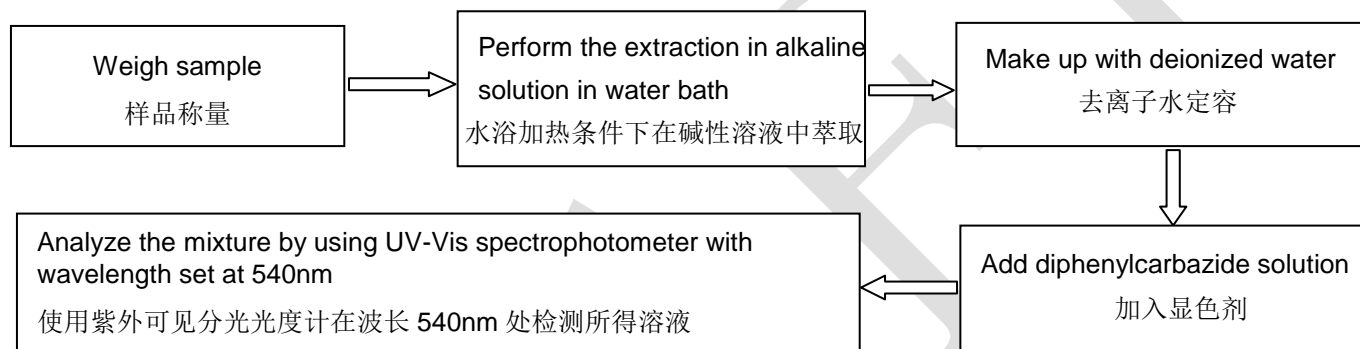 Weigh sample
样品称量
Perform the extraction in alkaline
solution in water bath
水浴加热条件下在碱性溶液中萃取
Make up with deionized water
去离子水定容
Add diphenylcarbazide solution
加入显色剂
Analyze the mixture by using UV-Vis spectrophotometer with
wavelength set at 540nm
使用紫外可见分光光度计在波长 540nm 处检测所得溶液